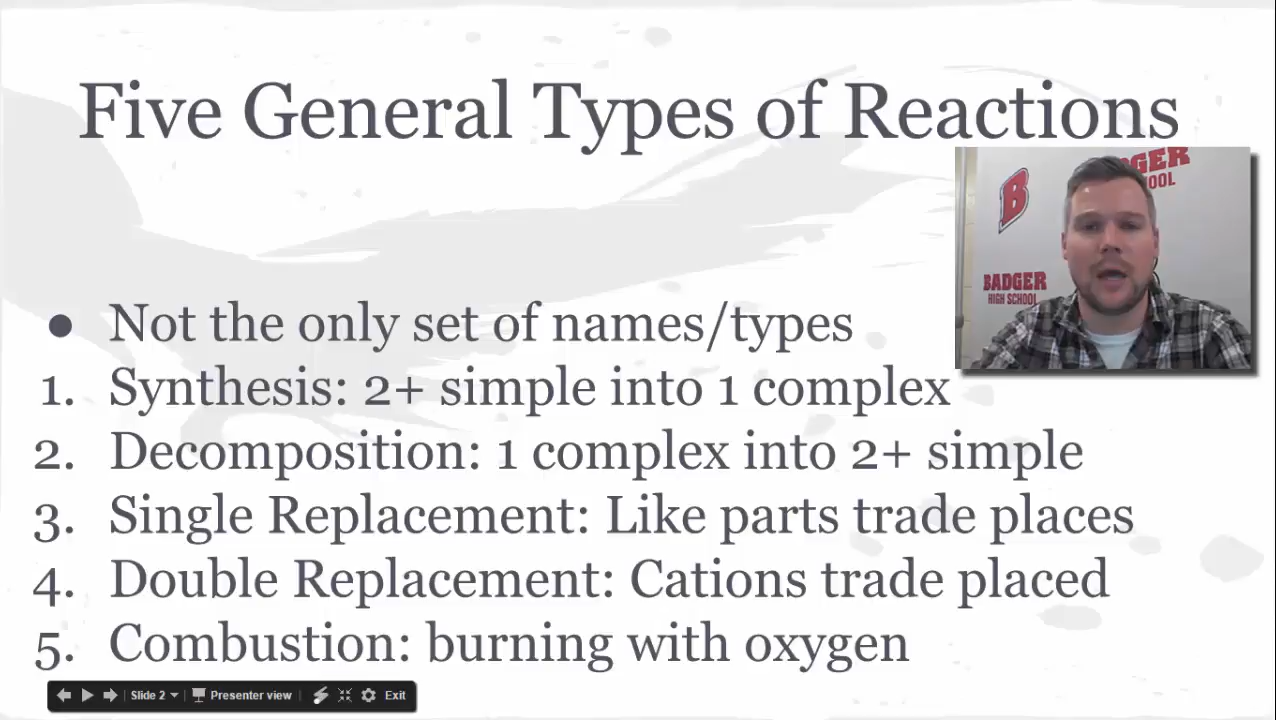 Five General Types of Reactions
BADGER
SCHOOL
B
BADGER
HIGH SCHOOL
● Not the only set of names/types
1. Synthesis: 2+ simple into 1 complex
2. Decomposition: 1 complex into 2+ simple
3. Single Replacement: Like parts trade places
4. Double Replacement: Cations trade placed
5. Combustion: burning with oxygen
Slide 2 Presenter view Exit